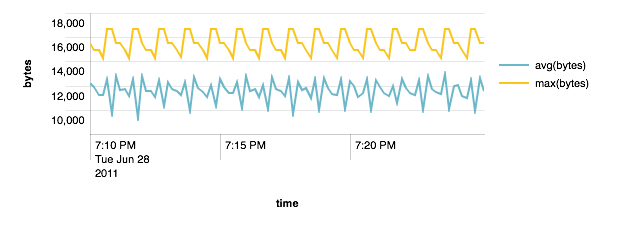 18,000
16,000
14,000
12,000
10,000
bytes
avg(bytes)
max(bytes)
7:10 PM
Tue Jun 28
2011
7:15 PM
7:20 PM
time